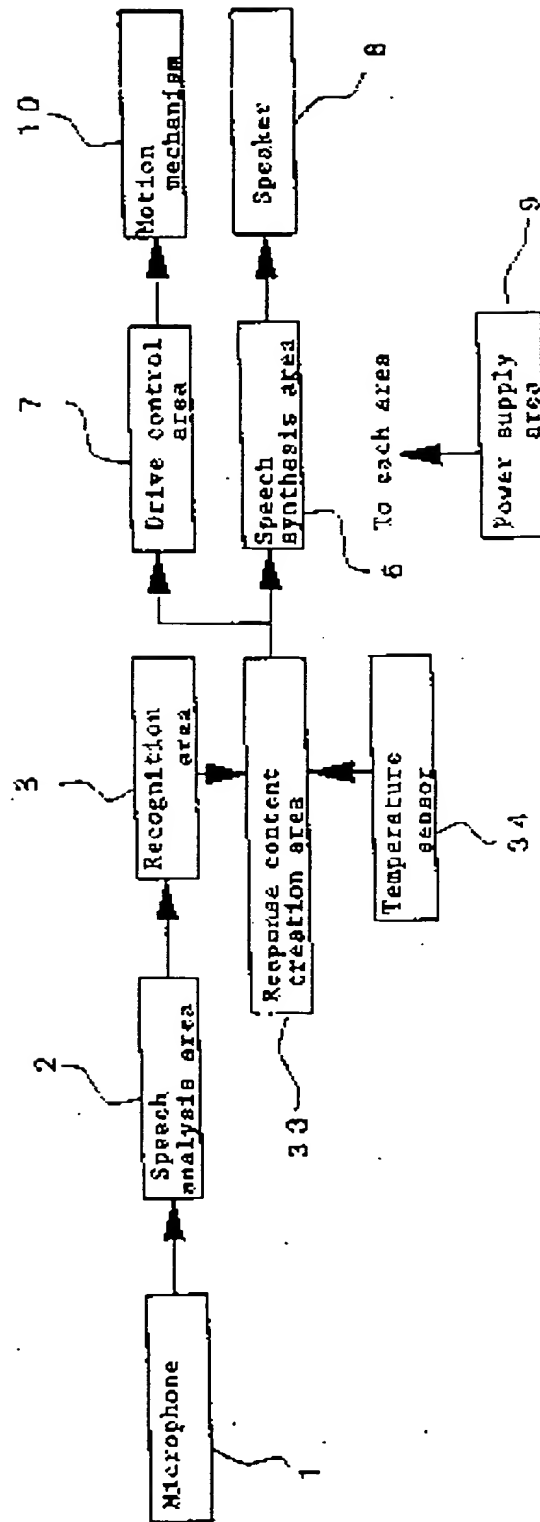 10
Motion
mechanism
7
Drive control
area
3
Recognition
area
2
Speech
analysis area
Microphone
1
Response content
creation area
33
Temperature
sensor
34
Speech
synthesis area
6
Speaker
8
To each area
Power supply
area
9